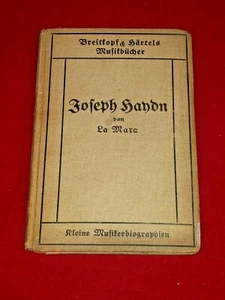 Breitkopf & Härtels
Musikbücher
Joseph Haydn
von
La Mara
Kleine Musikerbiographien